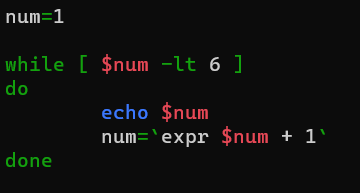 num=1
while [ $num -lt 6 ]
do
echo $num
num=`expr $num + 1`
done